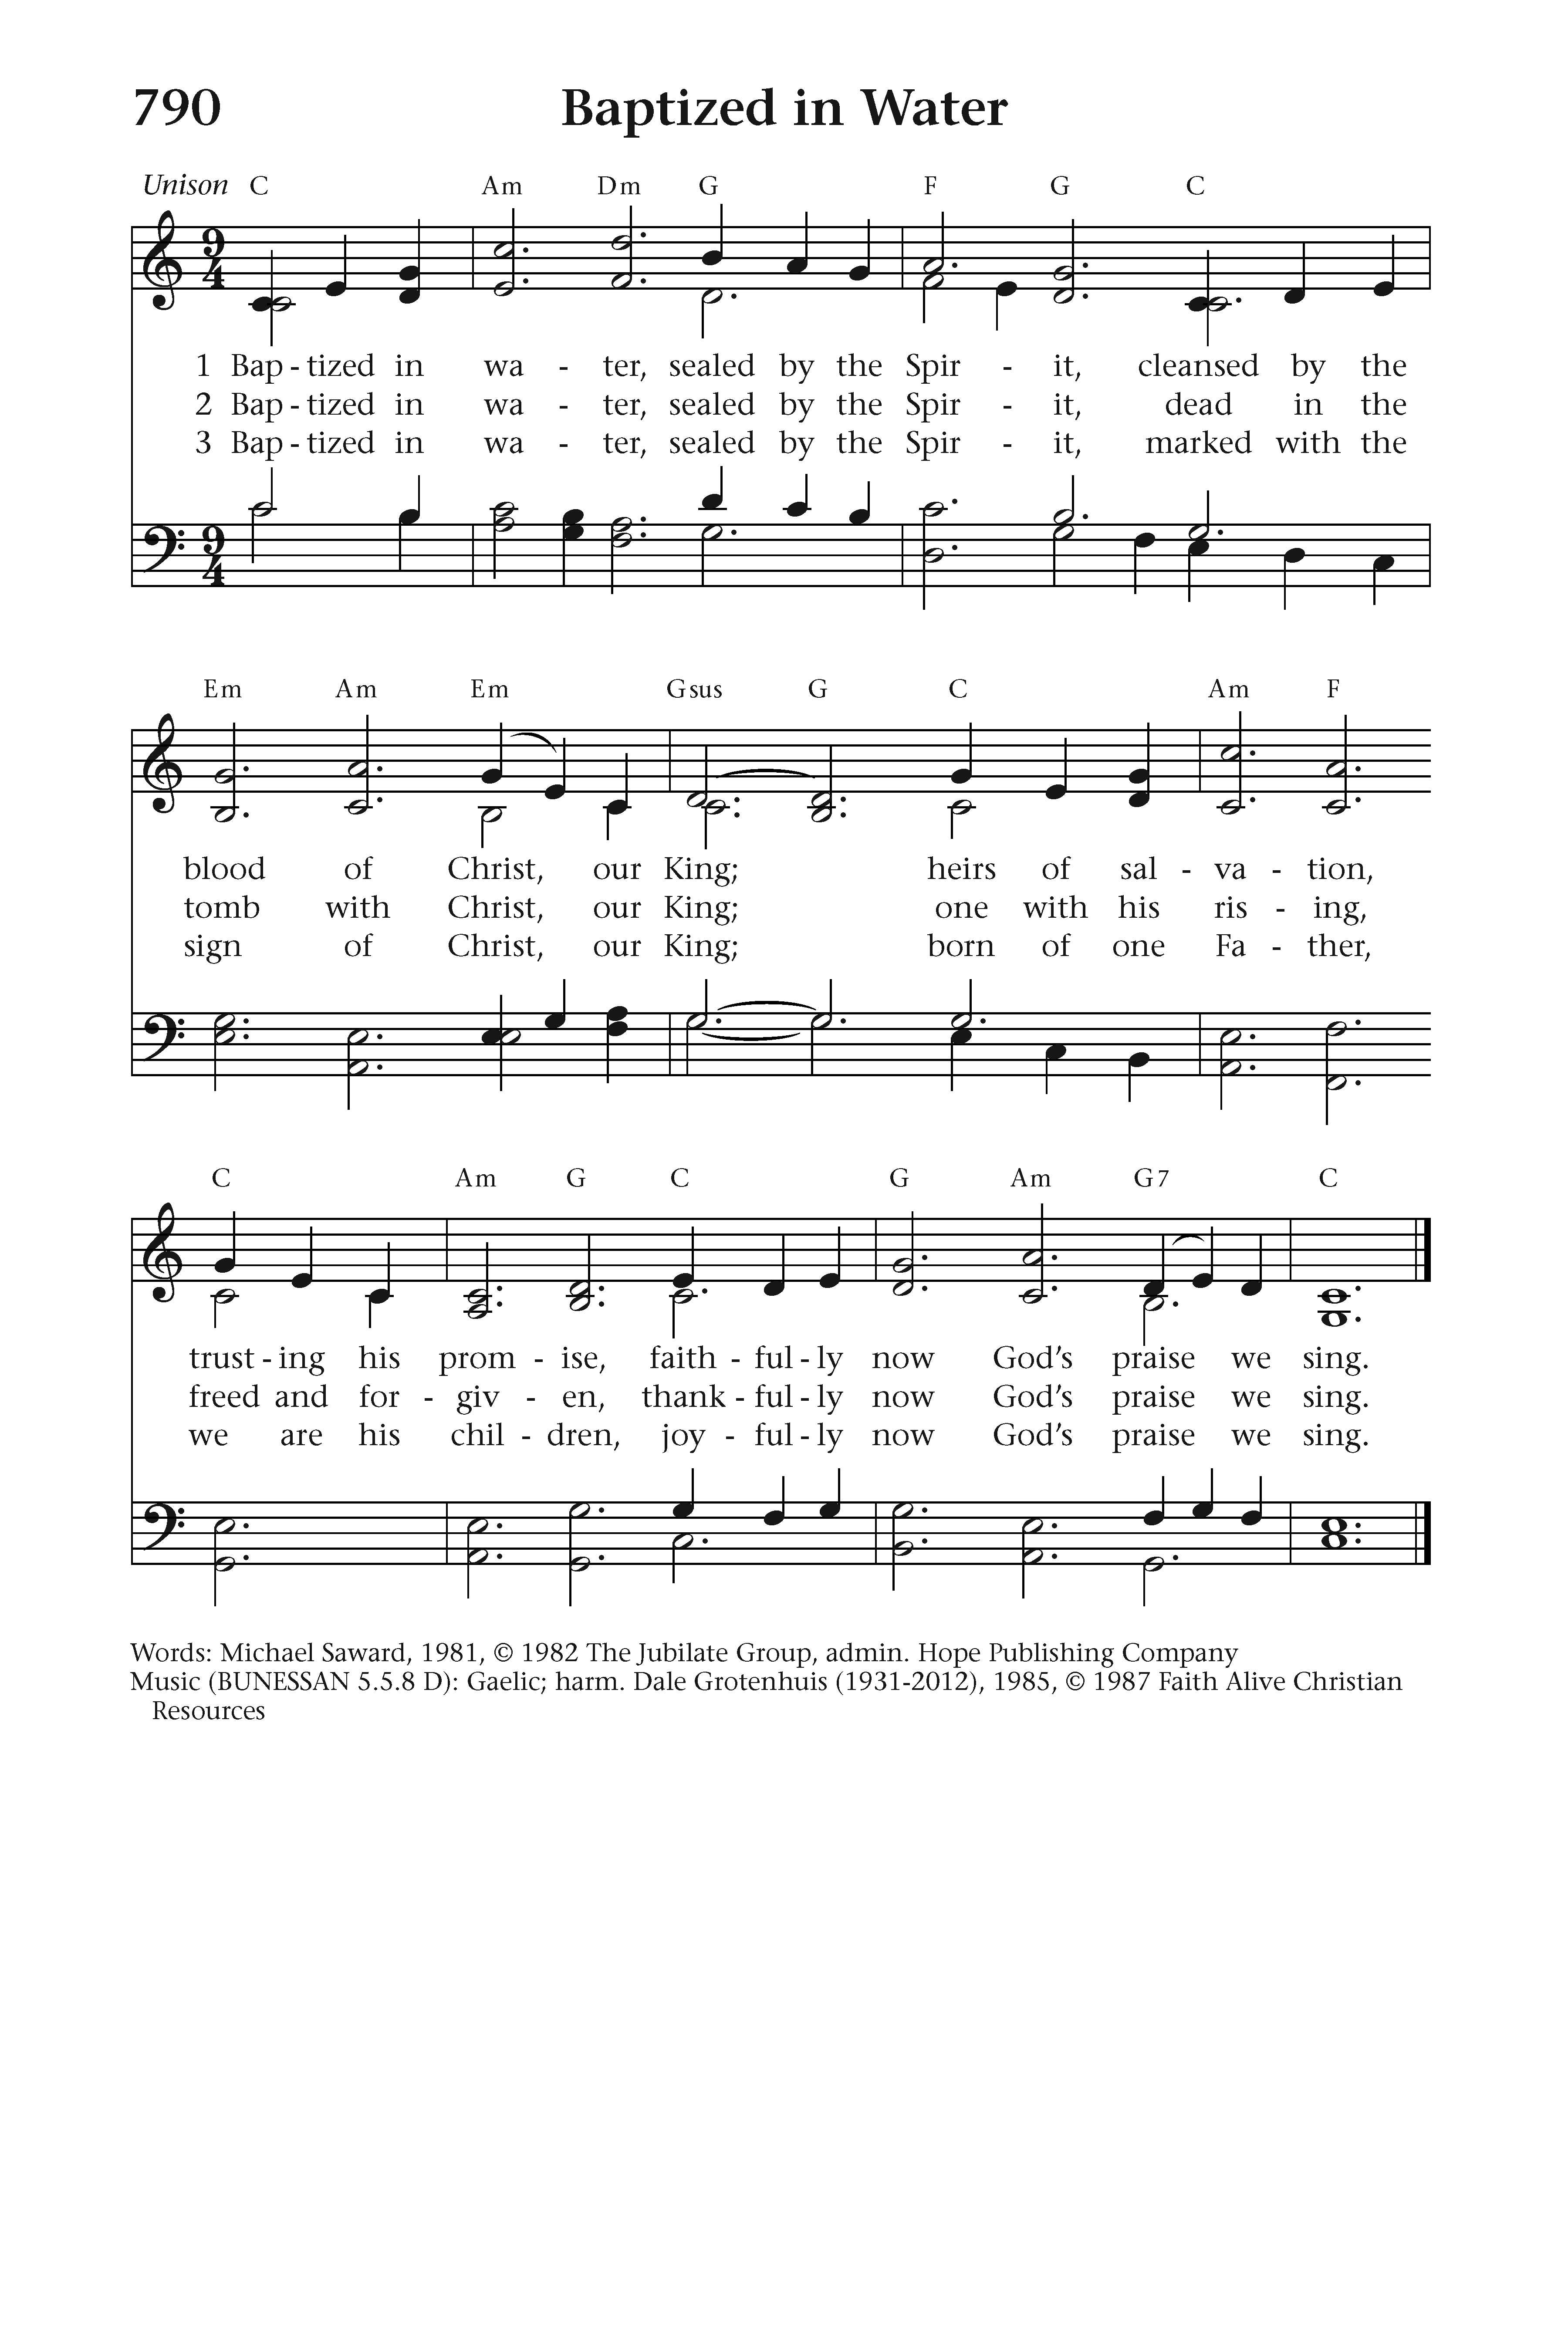 790 Baptized in Water
Unison C Am Dm G F G C
9 4
1 Bap - tized in wa - ter, sealed by the Spir - it, cleansed by the
2 Bap - tized in wa - ter, sealed by the Spir - it, dead in the
3 Bap - tized in wa - ter, sealed by the Spir - it, marked with the
9 4
Em Am Em Gsus G C Am F
blood of Christ, our King; heirs of sal - va - tion,
tomb with Christ, our King; one with his ris - ing,
sign of Christ, our King; born of one Fa - ther,
C Am G C G Am G7 C
trust - ing his prom - ise, faith - ful - ly now God's praise we sing.
freed and for - giv - en, thank - ful - ly now God's praise we sing.
we are his chil - dren, joy - ful - ly now God's praise we sing.
Words: Michael Saward, 1981, © 1982 The Jubilate Group, admin. Hope Publishing Company
Music (BUNESSAN 5.5.8 D): Gaelic; harm. Dale Grotenhuis (1931-2012), 1985, © 1987 Faith Alive Christian
Resources